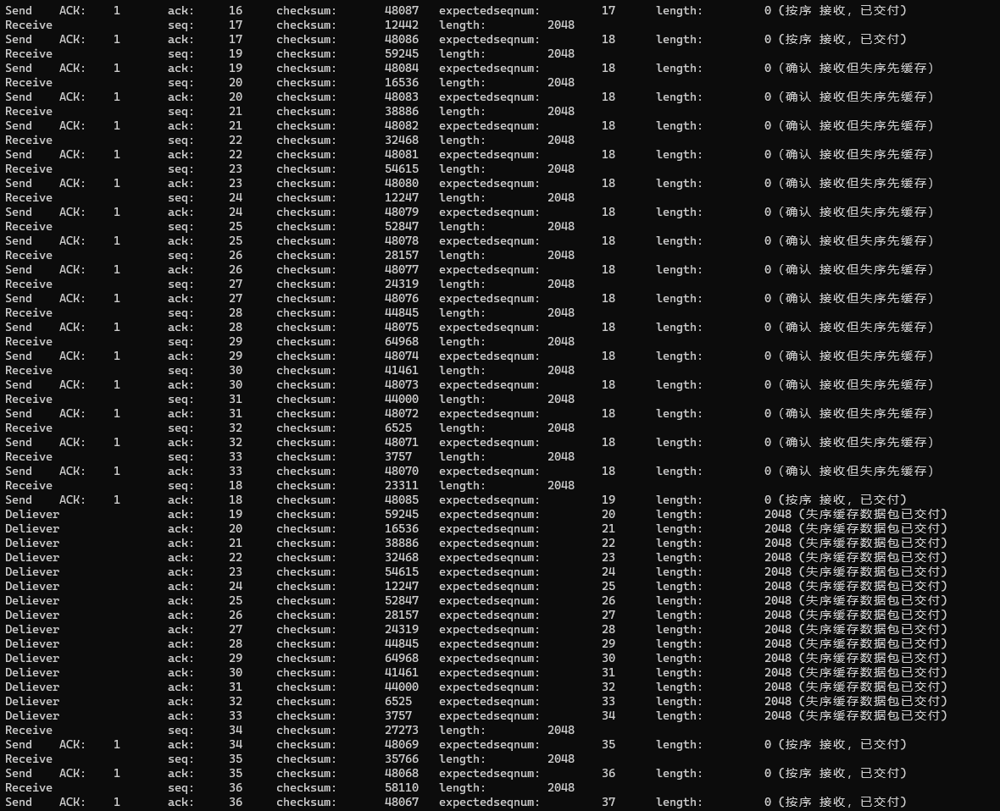 Send    ACK:    1       ack:    16      checksum:       48087   expectedseqnum:         17      length:         0 (按序 接收, 已交付)
Receive                 seq:    17      checksum:       12442   length:         2048
Send    ACK:    1       ack:    17      checksum:       48086   expectedseqnum:         18      length:         0 (按序 接收, 已交付)
Receive                 seq:    19      checksum:       59245   length:         2048
Send    ACK:    1       ack:    19      checksum:       48084   expectedseqnum:         18      length:         0 (确认 接收但失序先缓存)
Receive                 seq:    20      checksum:       16536   length:         2048
Send    ACK:    1       ack:    20      checksum:       48083   expectedseqnum:         18      length:         0 (确认 接收但失序先缓存)
Receive                 seq:    21      checksum:       38886   length:         2048
Send    ACK:    1       ack:    21      checksum:       48082   expectedseqnum:         18      length:         0 (确认 接收但失序先缓存)
Receive                 seq:    22      checksum:       32468   length:         2048
Send    ACK:    1       ack:    22      checksum:       48081   expectedseqnum:         18      length:         0 (确认 接收但失序先缓存)
Receive                 seq:    23      checksum:       54615   length:         2048
Send    ACK:    1       ack:    23      checksum:       48080   expectedseqnum:         18      length:         0 (确认 接收但失序先缓存)
Receive                 seq:    24      checksum:       12247   length:         2048
Send    ACK:    1       ack:    24      checksum:       48079   expectedseqnum:         18      length:         0 (确认 接收但失序先缓存)
Receive                 seq:    25      checksum:       52847   length:         2048
Send    ACK:    1       ack:    25      checksum:       48078   expectedseqnum:         18      length:         0 (确认 接收但失序先缓存)
Receive                 seq:    26      checksum:       28157   length:         2048
Send    ACK:    1       ack:    26      checksum:       48077   expectedseqnum:         18      length:         0 (确认 接收但失序先缓存)
Receive                 seq:    27      checksum:       24319   length:         2048
Send    ACK:    1       ack:    27      checksum:       48076   expectedseqnum:         18      length:         0 (确认 接收但失序先缓存)
Receive                 seq:    28      checksum:       44845   length:         2048
Send    ACK:    1       ack:    28      checksum:       48075   expectedseqnum:         18      length:         0 (确认 接收但失序先缓存)
Receive                 seq:    29      checksum:       64968   length:         2048
Send    ACK:    1       ack:    29      checksum:       48074   expectedseqnum:         18      length:         0 (确认 接收但失序先缓存)
Receive                 seq:    30      checksum:       41461   length:         2048
Send    ACK:    1       ack:    30      checksum:       48073   expectedseqnum:         18      length:         0 (确认 接收但失序先缓存)
Receive                 seq:    31      checksum:       44000   length:         2048
Send    ACK:    1       ack:    31      checksum:       48072   expectedseqnum:         18      length:         0 (确认 接收但失序先缓存)
Receive                 seq:    32      checksum:       6525    length:         2048
Send    ACK:    1       ack:    32      checksum:       48071   expectedseqnum:         18      length:         0 (确认 接收但失序先缓存)
Receive                 seq:    33      checksum:       3757    length:         2048
Send    ACK:    1       ack:    33      checksum:       48070   expectedseqnum:         18      length:         0 (确认 接收但失序先缓存)
Receive                 seq:    18      checksum:       23311   length:         2048
Send    ACK:    1       ack:    18      checksum:       48085   expectedseqnum:         19      length:         0 (按序 接收, 已交付)
Deliever                ack:    19      checksum:       59245   expectedseqnum:         20      length:         2048 (失序缓存数据包已交付)
Deliever                ack:    20      checksum:       16536   expectedseqnum:         21      length:         2048 (失序缓存数据包已交付)
Deliever                ack:    21      checksum:       38886   expectedseqnum:         22      length:         2048 (失序缓存数据包已交付)
Deliever                ack:    22      checksum:       32468   expectedseqnum:         23      length:         2048 (失序缓存数据包已交付)
Deliever                ack:    23      checksum:       54615   expectedseqnum:         24      length:         2048 (失序缓存数据包已交付)
Deliever                ack:    24      checksum:       12247   expectedseqnum:         25      length:         2048 (失序缓存数据包已交付)
Deliever                ack:    25      checksum:       52847   expectedseqnum:         26      length:         2048 (失序缓存数据包已交付)
Deliever                ack:    26      checksum:       28157   expectedseqnum:         27      length:         2048 (失序缓存数据包已交付)
Deliever                ack:    27      checksum:       24319   expectedseqnum:         28      length:         2048 (失序缓存数据包已交付)
Deliever                ack:    28      checksum:       44845   expectedseqnum:         29      length:         2048 (失序缓存数据包已交付)
Deliever                ack:    29      checksum:       64968   expectedseqnum:         30      length:         2048 (失序缓存数据包已交付)
Deliever                ack:    30      checksum:       41461   expectedseqnum:         31      length:         2048 (失序缓存数据包已交付)
Deliever                ack:    31      checksum:       44000   expectedseqnum:         32      length:         2048 (失序缓存数据包已交付)
Deliever                ack:    32      checksum:       6525    expectedseqnum:         33      length:         2048 (失序缓存数据包已交付)
Deliever                ack:    33      checksum:       3757    expectedseqnum:         34      length:         2048 (失序缓存数据包已交付)
Receive                 seq:    34      checksum:       27273   length:         2048
Send    ACK:    1       ack:    34      checksum:       48069   expectedseqnum:         35      length:         0 (按序 接收, 已交付)
Receive                 seq:    35      checksum:       35766   length:         2048
Send    ACK:    1       ack:    35      checksum:       48068   expectedseqnum:         36      length:         0 (按序 接收, 已交付)
Receive                 seq:    36      checksum:       58110   length:         2048
Send    ACK:    1       ack:    36      checksum:       48067   expectedseqnum:         37      length:         0 (按序 接收, 已交付)